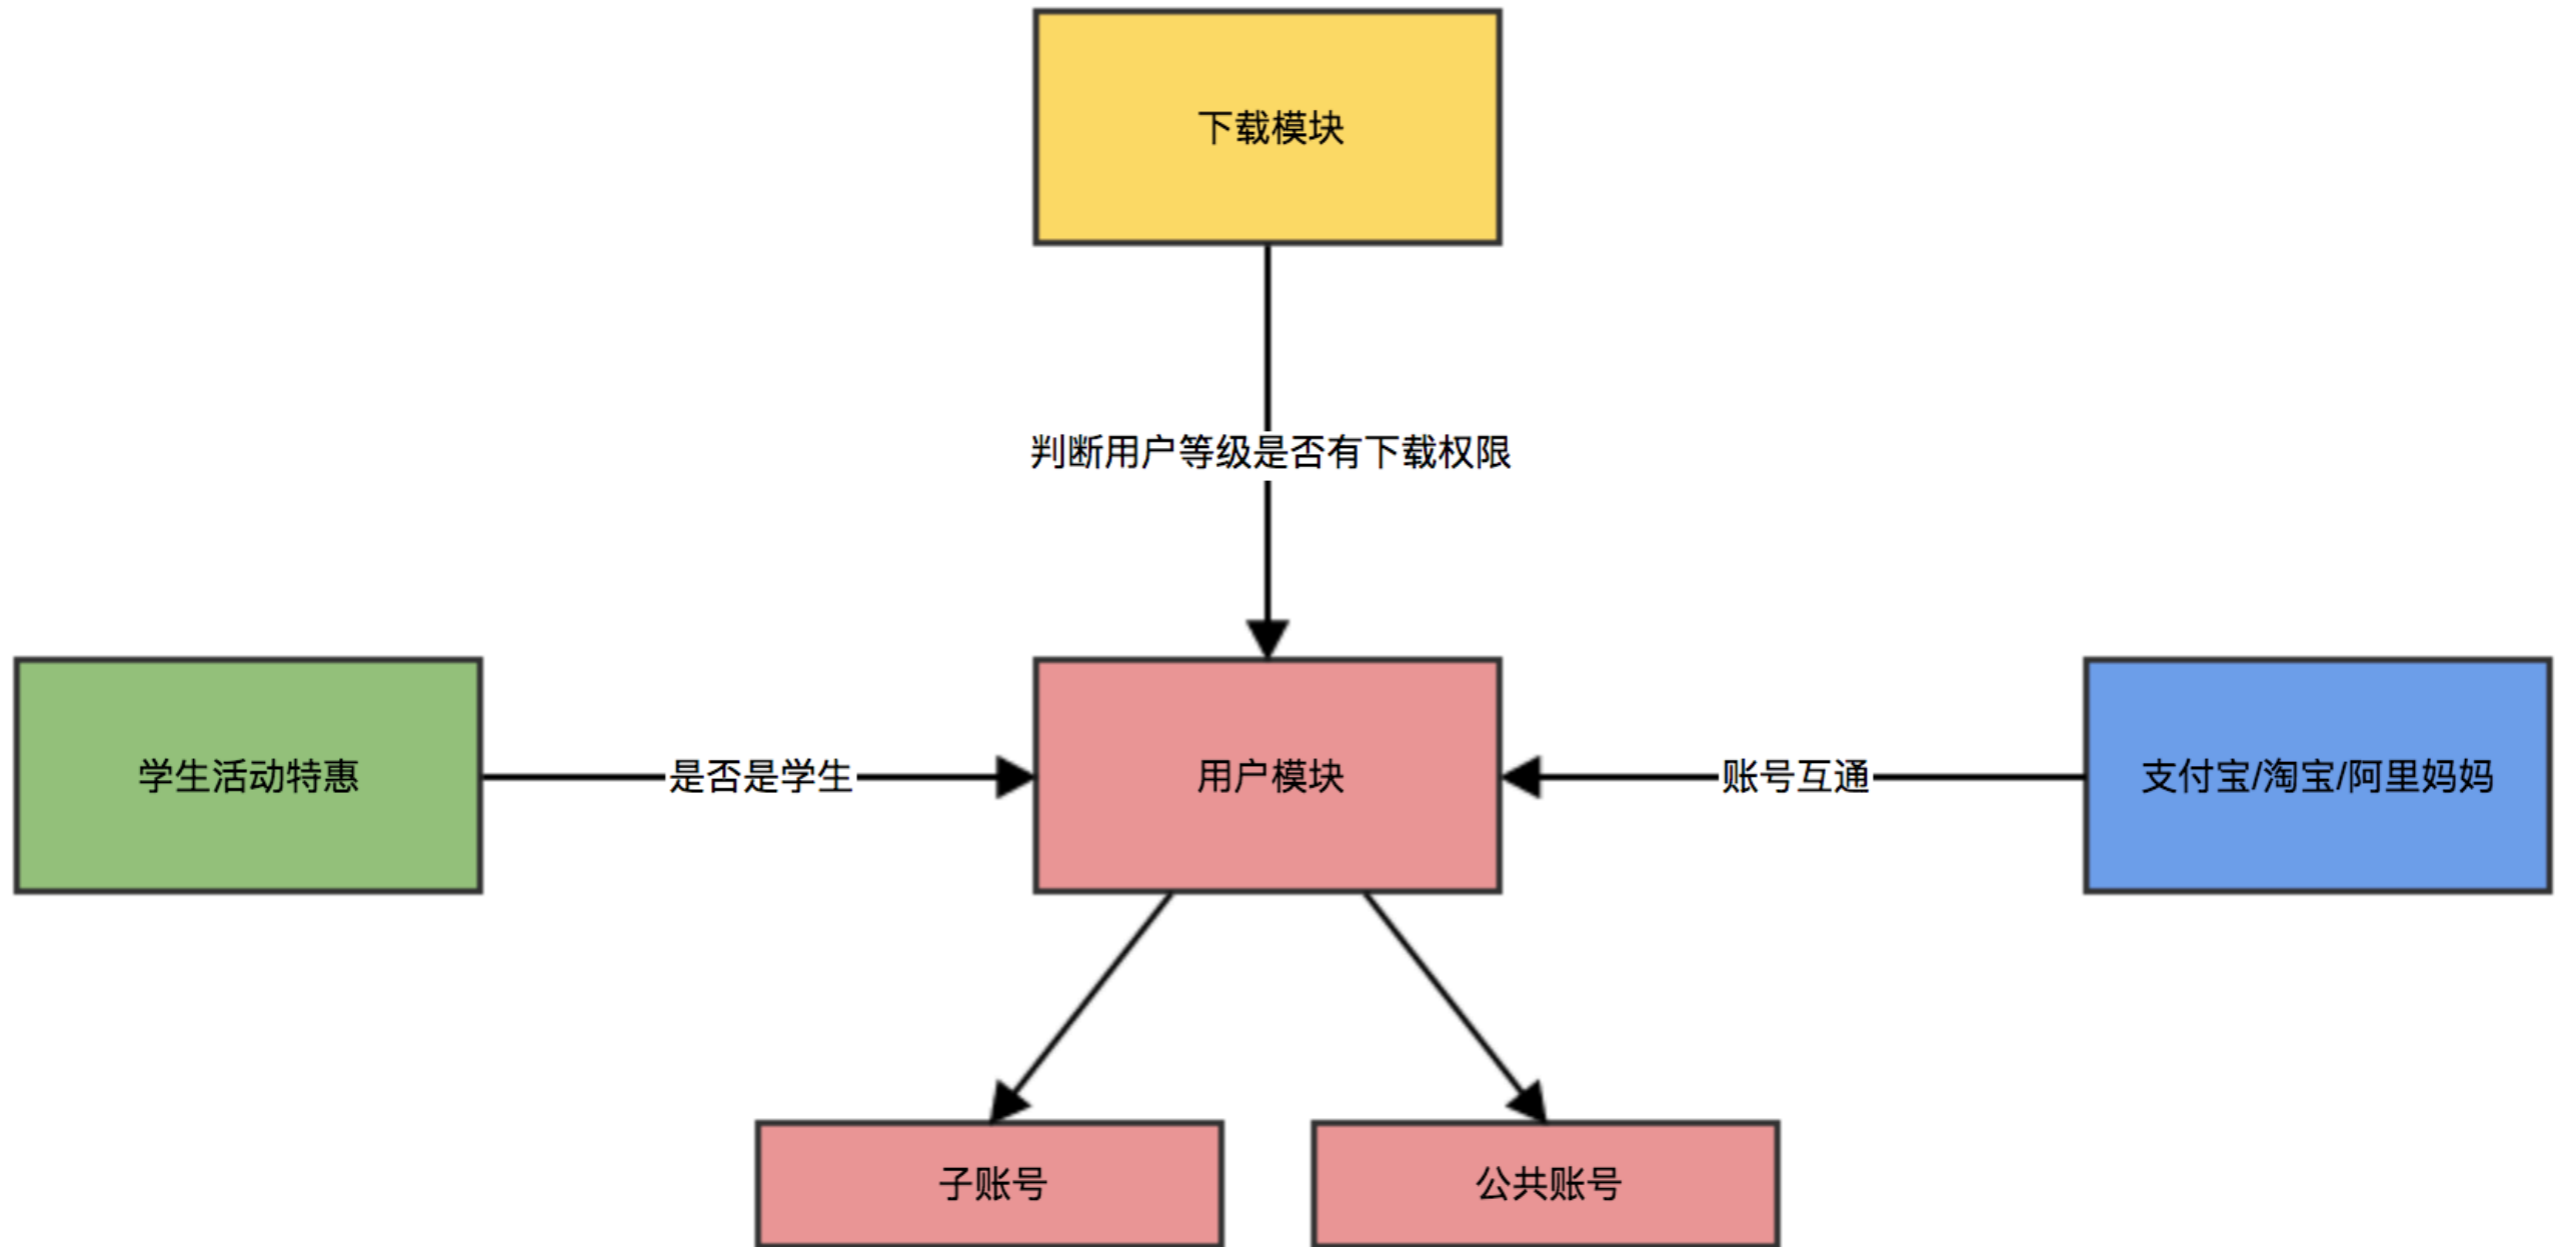 下载模块
判断用户等级是否有下载权限
学生活动特惠
是否是学生
用户模块
账号互通
支付宝/淘宝/阿里妈妈
子账号
公共账号